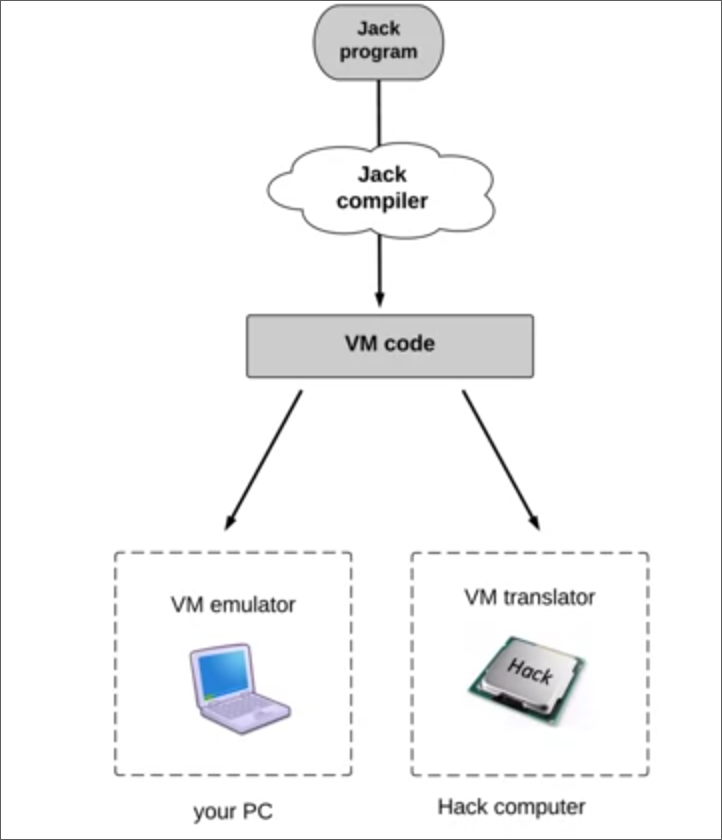 Jack
program
Jack
compiler
VM code
VM emulator
VM translator
Hack
your PC
Hack computer